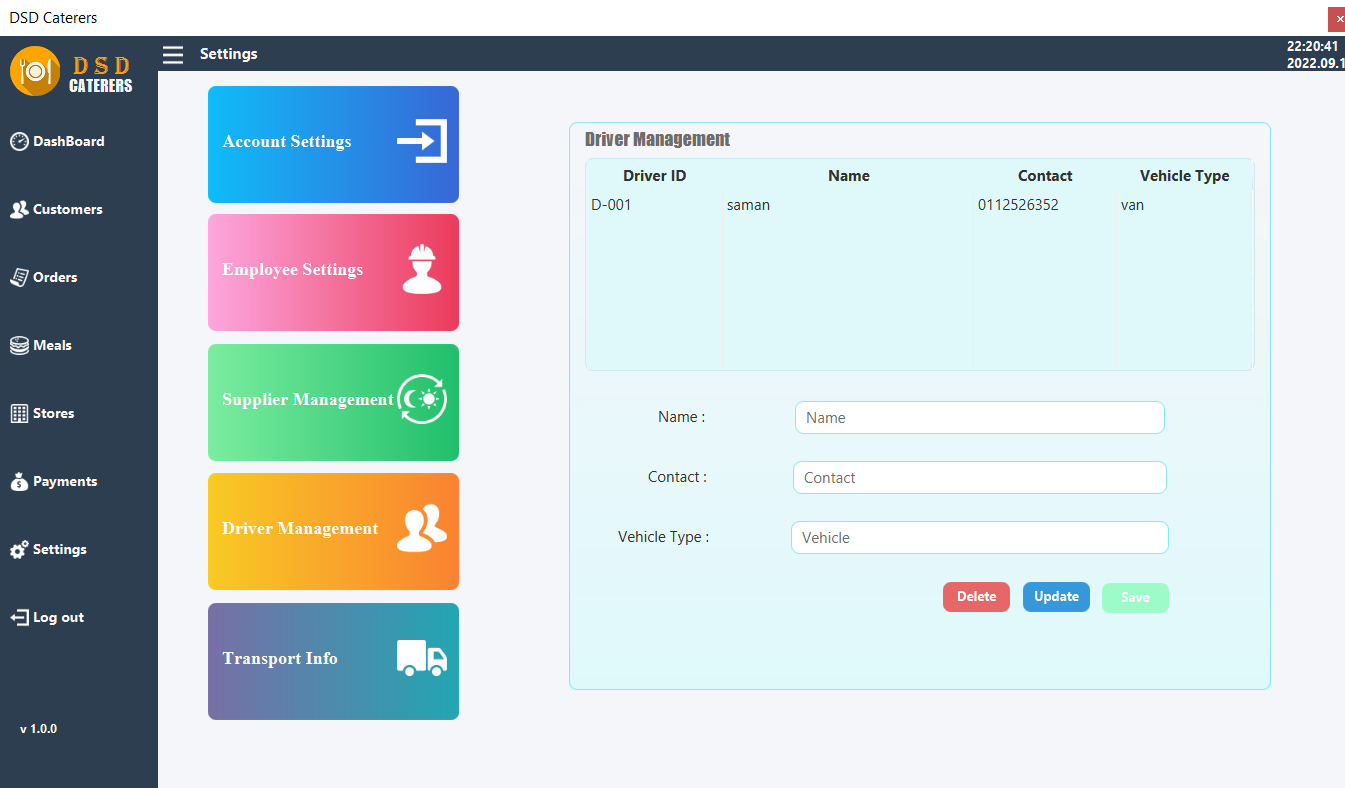 DSD Caterers
Settings
22:20:41
2022.09.1
D S D
CATERERS
DashBoard
Customers
Orders
Meals
Stores
Payments
Settings
Log out
v 1.0.0
Account Settings
Employee Settings
Supplier Management
Driver Management
Transport Info
Driver Management
Driver ID Name Contact Vehicle Type
D-001 saman 0112526352 van
Name : Name
Contact : Contact
Vehicle Type : Vehicle
Delete Update Save